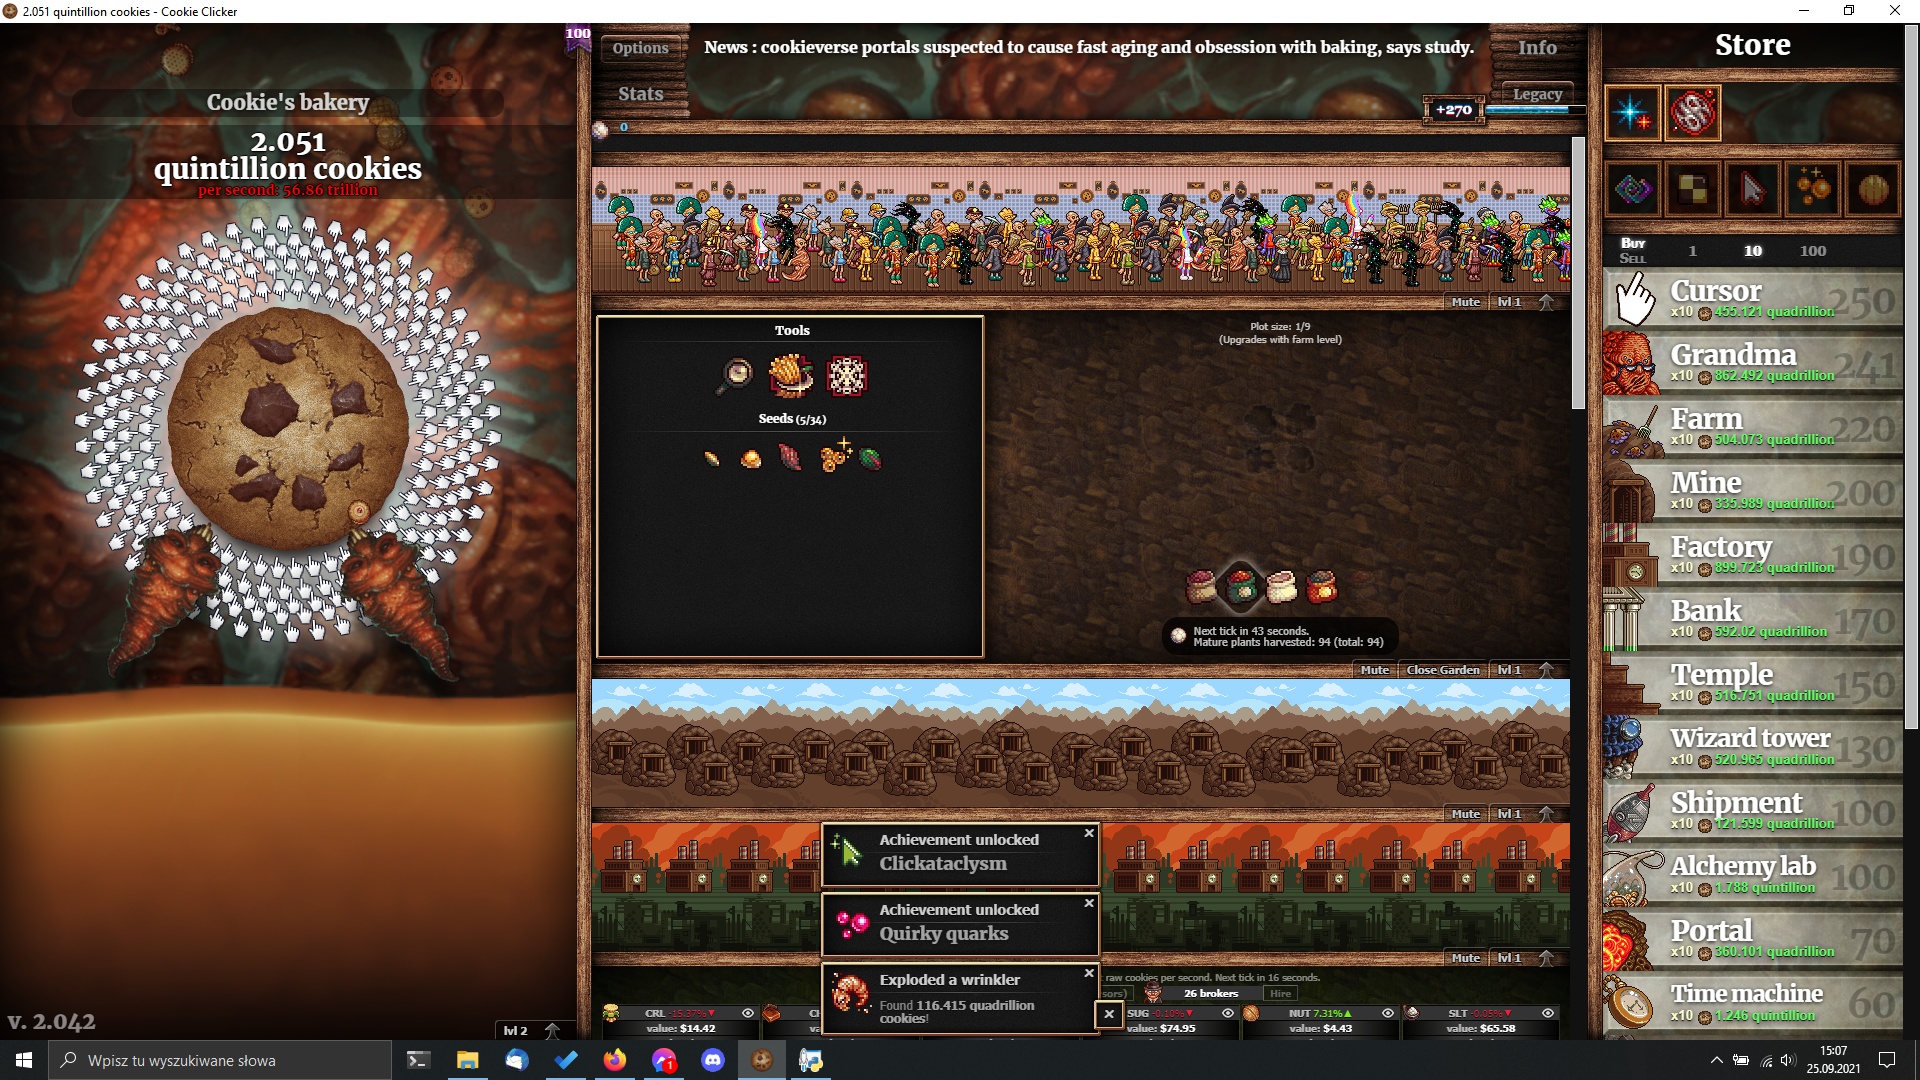 2.051 quintillion cookies - Cookie Clicker
100
Options
Stats
News : cookieverse portals suspected to cause fast aging and obsession with baking, says study.
Info
Legacy
+270
0
Cookie's bakery
2.051
quintillion cookies
per second: 56.86 trillion
v. 2.042
lvl 2
Mute
lvl 1
Tools
Seeds (5/34)
Plot size: 1/9
(Upgrades with farm level)
Next tick in 43 seconds.
Mature plants harvested: 94 (total: 94)
Mute
Close Garden
lvl 1
Mute
lvl 1
Achievement unlocked
Clickataclysm
Achievement unlocked
Quirky quarks
Exploded a wrinkler
Found 116.415 quadrillion
cookies!
Mute
lvl 1
raw cookies per second. Next tick in 16 seconds.
26 brokers
Hire
CRL -15.37%▼
value: $14.42
SUG -0.10%▼
value: $74.95
NUT 7.31%▲
value: $4.43
SLT -0.05%▼
value: $65.58
Store
Buy
Sell
1
10
100
Cursor
x10 455.121 quadrillion
250
Grandma
x10 862.492 quadrillion
241
Farm
x10 504.073 quadrillion
220
Mine
x10 335.989 quadrillion
200
Factory
x10 899.723 quadrillion
190
Bank
x10 592.02 quadrillion
170
Temple
x10 516.751 quadrillion
150
Wizard tower
x10 520.965 quadrillion
130
Shipment
x10 121.599 quadrillion
100
Alchemy lab
x10 1.788 quintillion
100
Portal
x10 360.101 quadrillion
70
Time machine
x10 1.246 quintillion
60
Wpisz tu wyszukiwane słowa
1
15:07
25.09.2021